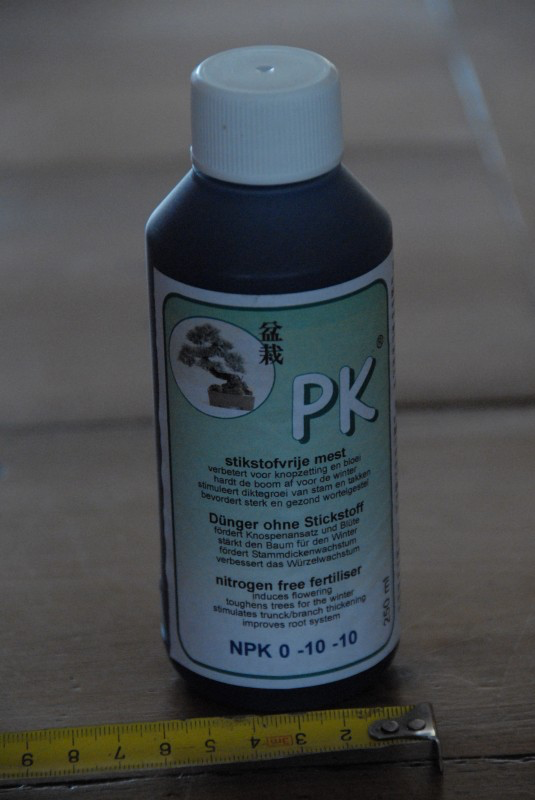 盆栽
PK®
stikstofvrije mest
verbetert voor knopzetting en bloei
hardt de boom af voor de winter
stimuleert diktegroei van stam en takken
bevordert sterk en gezond wortelgestel
Dünger ohne Stickstoff
fördert Knospenansatz und Blüte
stärkt den Baum für den Winter
fördert Stammdickenwachstum
verbessert das Würzelwachstum
nitrogen free fertiliser
induces flowering
toughens trees for the winter
stimulates trunck/branch thickening
improves root system
NPK 0 -10 -10
250 ml
9 8 7 6 5 4 3m 2